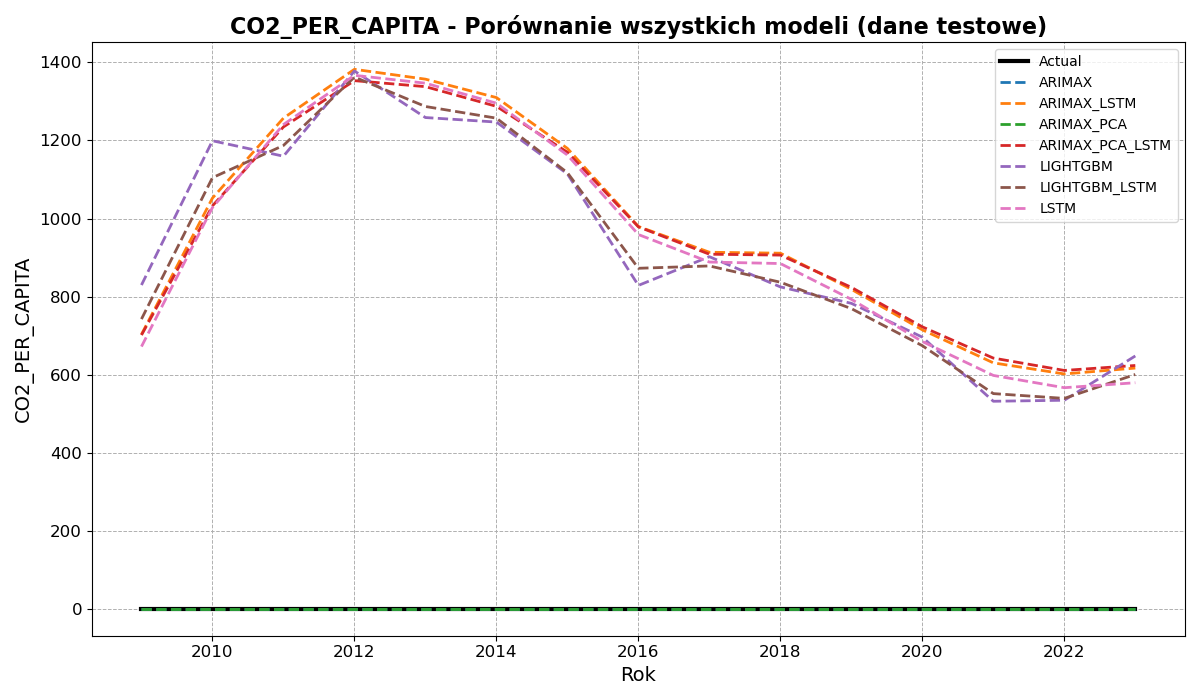 CO2_PER_CAPITA - Porównanie wszystkich modeli (dane testowe)
1400
1200
1000
800
600
400
200
0
CO2_PER_CAPITA
Actual
ARIMAX
ARIMAX_LSTM
ARIMAX_PCA
ARIMAX_PCA_LSTM
LIGHTGBM
LIGHTGBM_LSTM
LSTM
2010 2012 2014 2016 2018 2020 2022
Rok